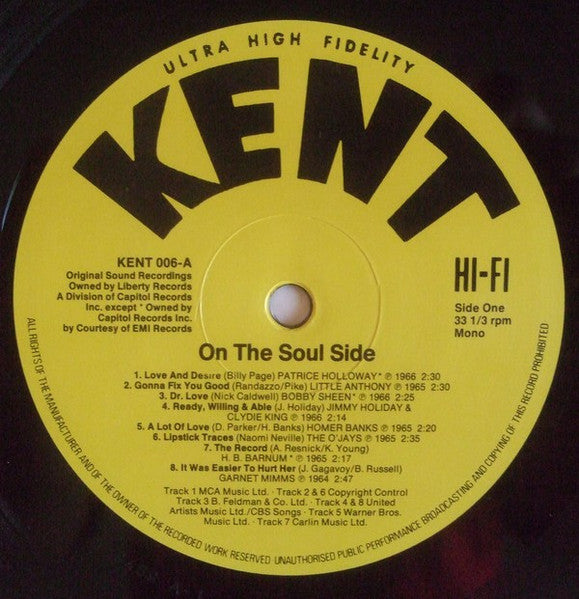 ULTRA HIGH FIDELITY
KENT
KENT 006-A
Original Sound Recordings
Owned by Liberty Records
A Division of Capitol Records
Inc. except * Owned by
Capitol Records Inc.
by Courtesy of EMI Records
HI-FI
Side One
33 1/3 rpm
Mono
On The Soul Side
1. Love And Desire (Billy Page) PATRICE HOLLOWAY* ℗ 1966 2:30
2. Gonna Fix You Good (Randazzo/Pike) LITTLE ANTHONY ℗ 1965 2:20
3. Dr. Love (Nick Caldwell) BOBBY SHEEN* ℗ 1966 2:25
4. Ready, Willing & Able (J. Holiday) JIMMY HOLIDAY &
CLYDIE KING ℗ 1966 2:14
5. A Lot Of Love (D. Parker/H. Banks) HOMER BANKS ℗ 1965 2:20
6. Lipstick Traces (Naomi Neville) THE O'JAYS ℗ 1965 2:35
7. The Record (A. Resnick/K. Young)
H. B. BARNUM* ℗ 1965 2:17
8. It Was Easier To Hurt Her (J. Gagavoy/B. Russell)
GARNET MIMMS ℗ 1964 2:47
Track 1 MCA Music Ltd. · Track 2 & 6 Copyright Control
Track 3 B. Feldman & Co. Ltd. · Track 4 & 8 United
Artists Music Ltd./CBS Songs · Track 5 Warner Bros.
Music Ltd. · Track 7 Carlin Music Ltd.
ALL RIGHTS OF THE MANUFACTURER AND OF THE OWNER OF THE RECORDED WORK RESERVED UNAUTHORISED PUBLIC PERFORMANCE BROADCASTING AND COPYING OF THIS RECORD PROHIBITED